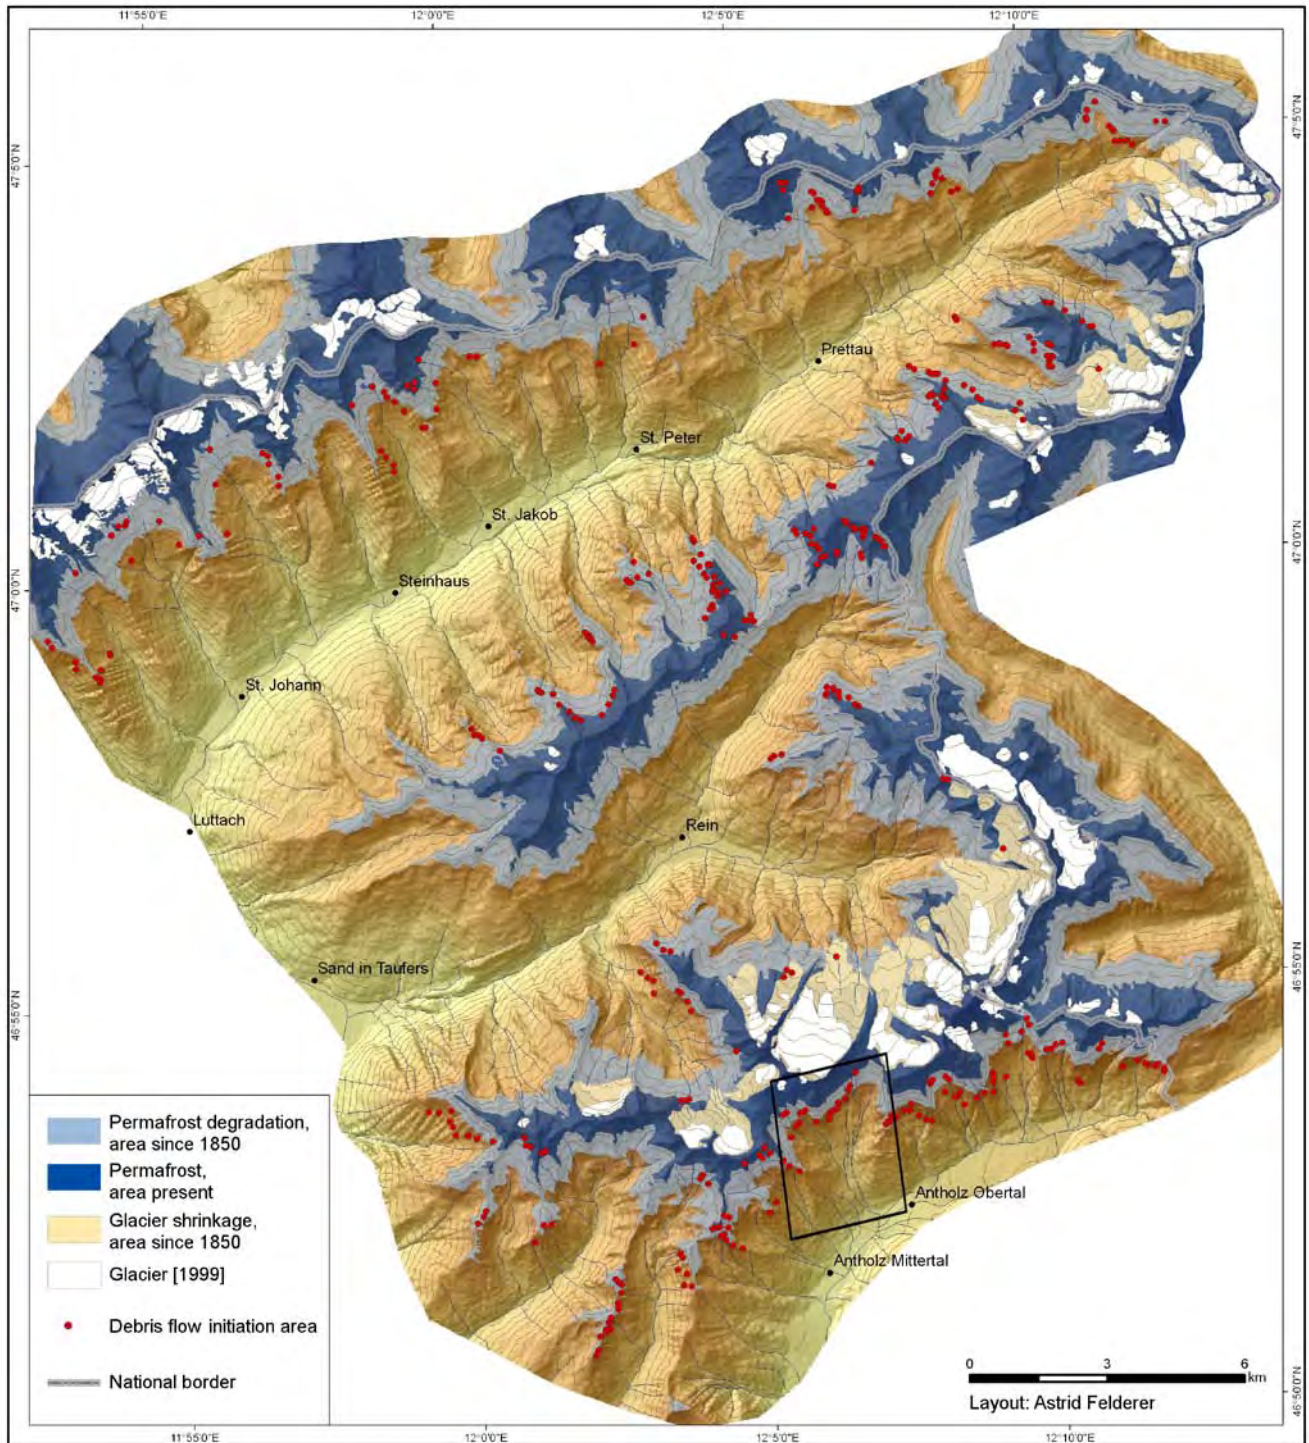 11°55'0"E
12°0'0"E
12°5'0"E
12°10'0"E
47°5'0"N
47°5'0"N
Prettau
St. Peter
St. Jakob
47°0'0"N
Steinhaus
47°0'0"N
St. Johann
Luttach
Rein
Sand in Taufers
46°55'0"N
46°55'0"N
Antholz Obertal
Antholz Mittertal
Permafrost degradation,
area since 1850
Permafrost,
area present
Glacier shrinkage,
area since 1850
Glacier [1999]
Debris flow initiation area
National border
0 3 6
km
Layout: Astrid Felderer
46°50'0"N
11°55'0"E
12°0'0"E
12°5'0"E
12°10'0"E